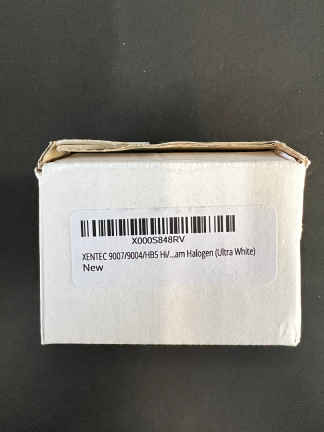 X000S848RV
XENTEC 9007/9004/HB5 Hi/...am Halogen (Ultra White)
New